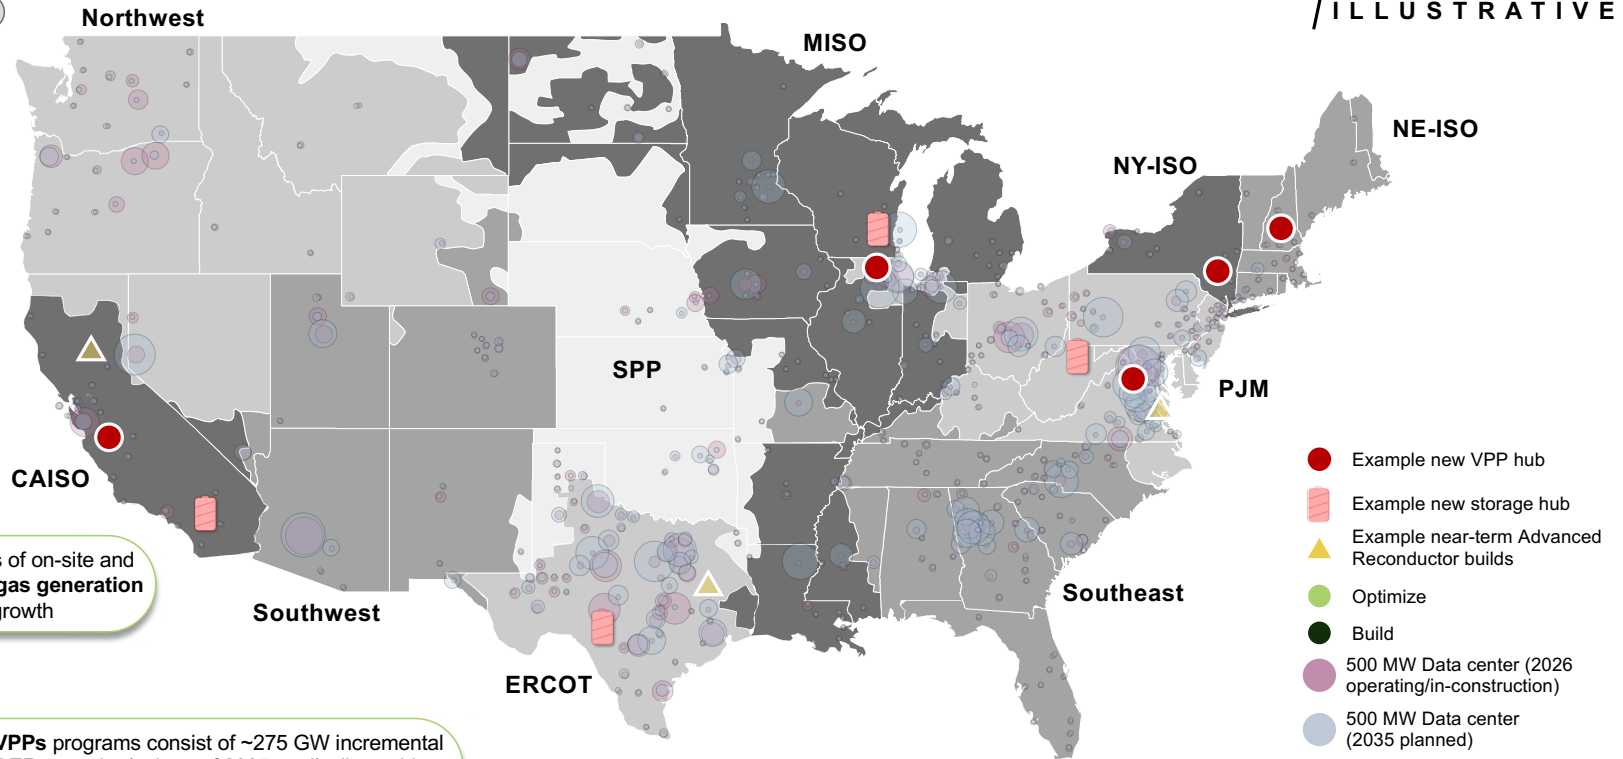 Northwest
/ILLUSTRATIVE
MISO
NE-ISO
NY-ISO
SPP
PJM
CAISO
Example new VPP hub
Example new storage hub
Example near-term Advanced
Reconductor builds
s of on-site and
gas generation
growth
Southwest
Southeast
Optimize
Build
ERCOT
500 MW Data center (2026
operating/in-construction)
500 MW Data center
(2035 planned)
VPPs programs consist of ~275 GW incremental